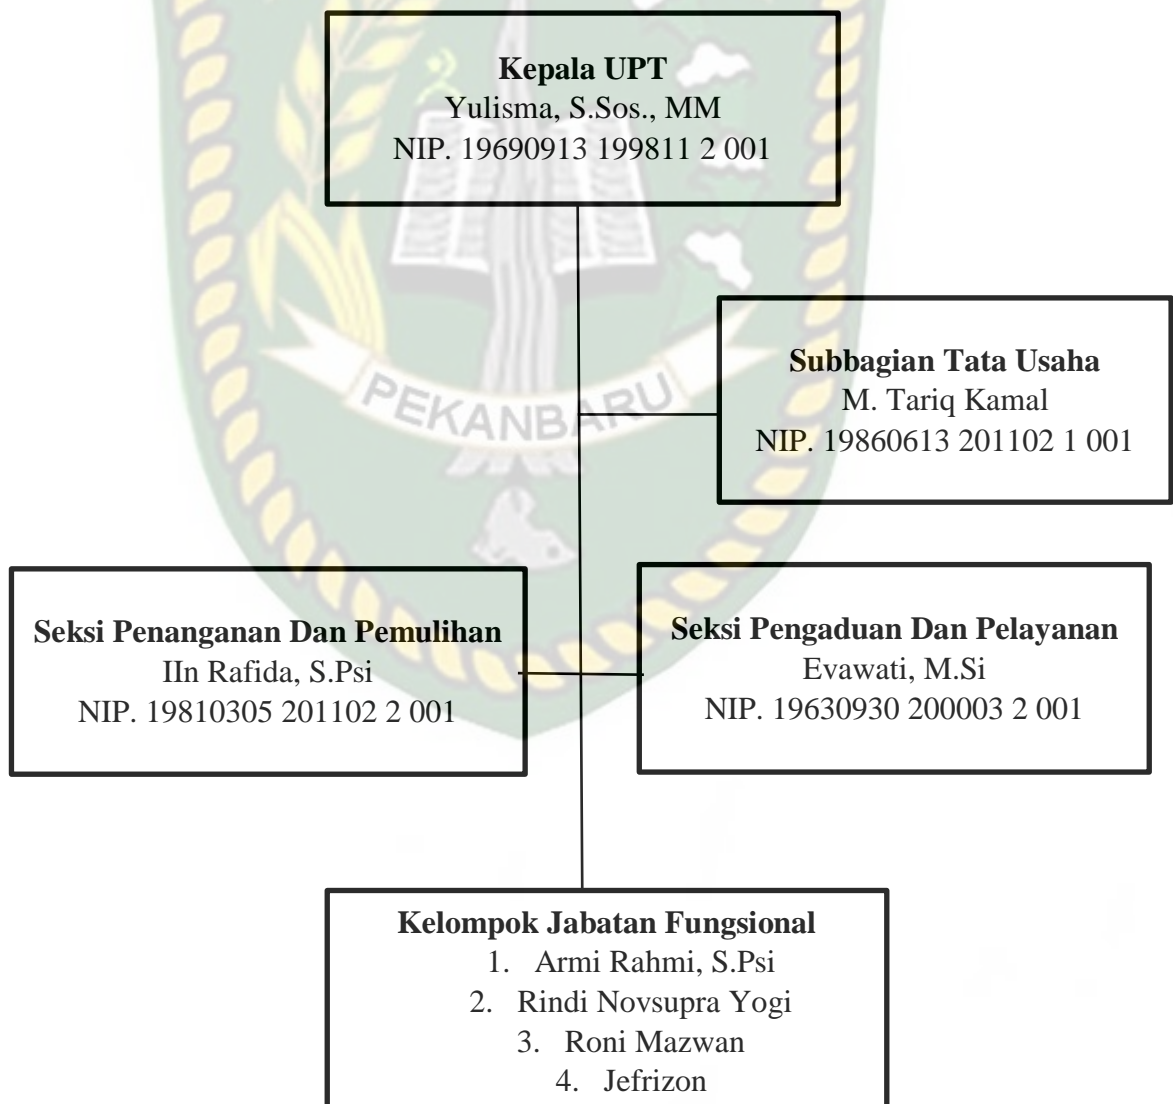 Kepala UPT
Yulisma, S.Sos., MM
NIP. 19690913 199811 2 001
Subbagian Tata Usaha
M. Tariq Kamal
NIP. 19860613 201102 1 001
PEKANBARU
Seksi Penanganan Dan Pemulihan
IIn Rafida, S.Psi
NIP. 19810305 201102 2 001
Seksi Pengaduan Dan Pelayanan
Evawati, M.Si
NIP. 19630930 200003 2 001
Kelompok Jabatan Fungsional
1. Armi Rahmi, S.Psi
2. Rindi Novsupra Yogi
3. Roni Mazwan
4. Jefrizon